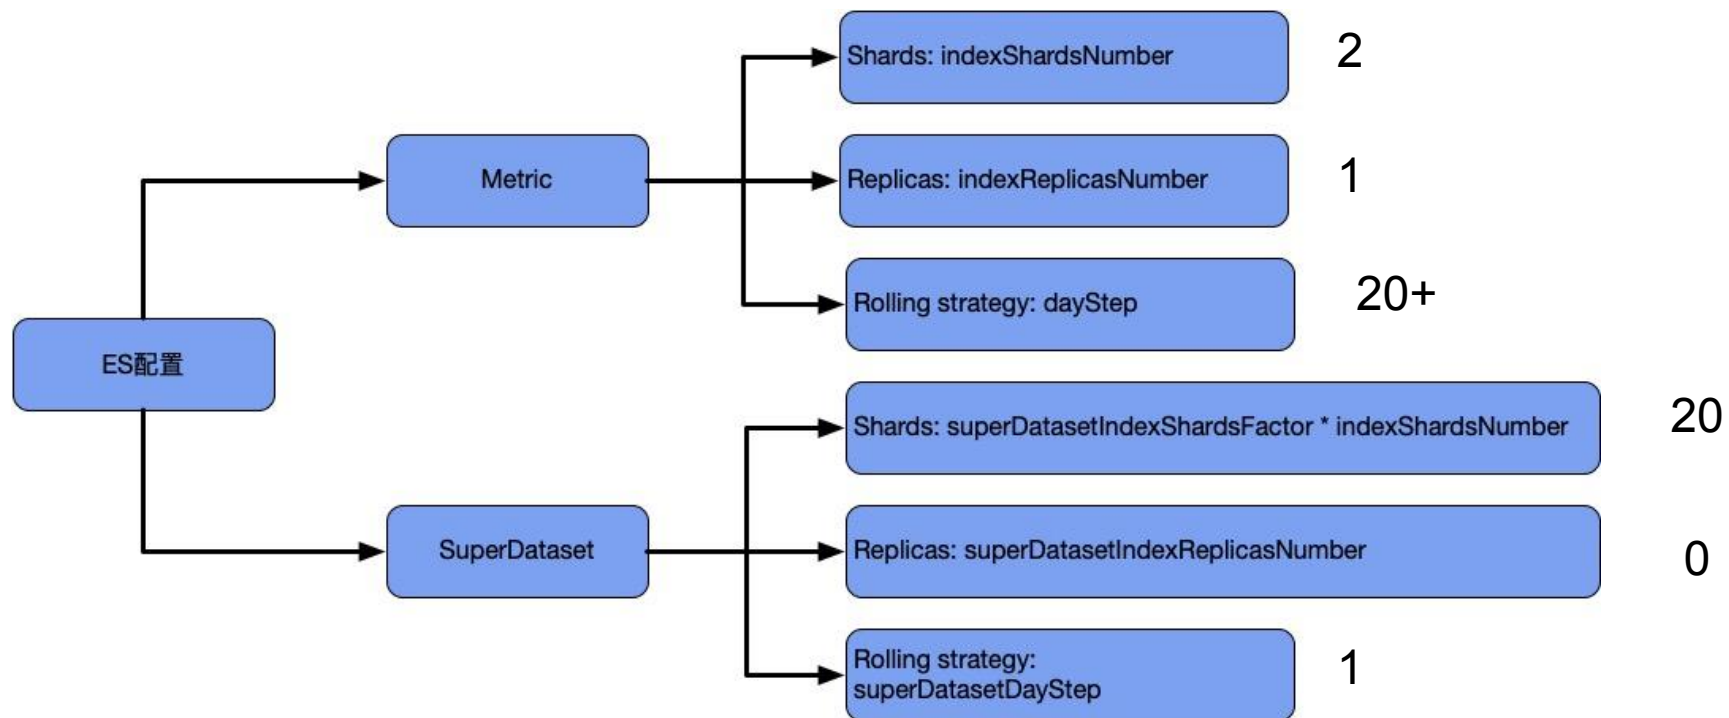 Shards: indexShardsNumber
2
Metric
Replicas: indexReplicasNumber
1
Rolling strategy: dayStep
20+
ES配置
Shards: superDatasetIndexShardsFactor * indexShardsNumber
20
SuperDataset
Replicas: superDatasetIndexReplicasNumber
0
Rolling strategy:
superDatasetDayStep
1